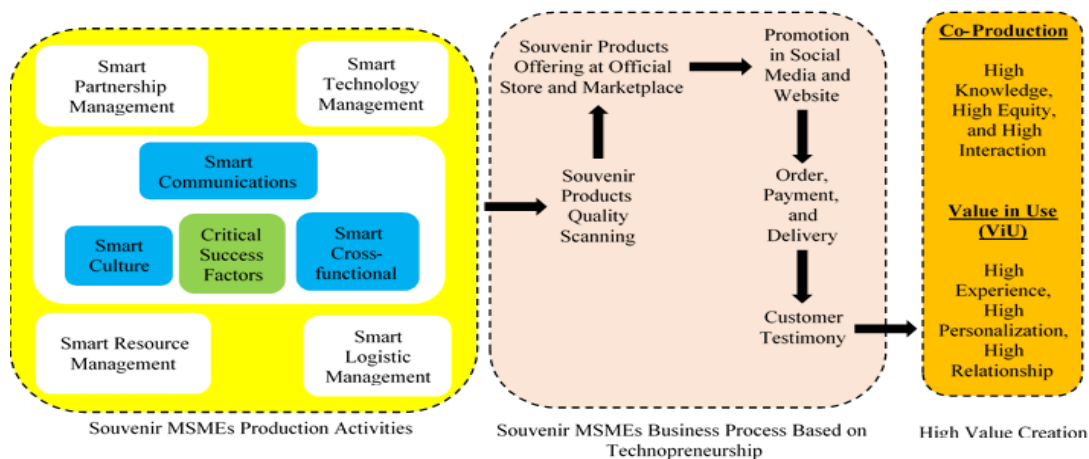 Smart
Partnership
Management
Smart
Technology
Management
Smart
Communications
Smart
Culture
Critical
Success
Factors
Smart
Cross-
functional
Smart Resource
Management
Smart
Logistic
Management
Souvenir MSMEs Production Activities
Souvenir Products
Offering at Official
Store and Marketplace
Souvenir
Products
Quality
Scanning
Promotion
in Social
Media and
Website
Order,
Payment,
and
Delivery
Customer
Testimony
Souvenir MSMEs Business Process Based on
Technopreneurship
Co-Production
High
Knowledge,
High Equity,
and High
Interaction
Value in Use
(ViU)
High
Experience,
High
Personalization,
High
Relationship
High Value Creation